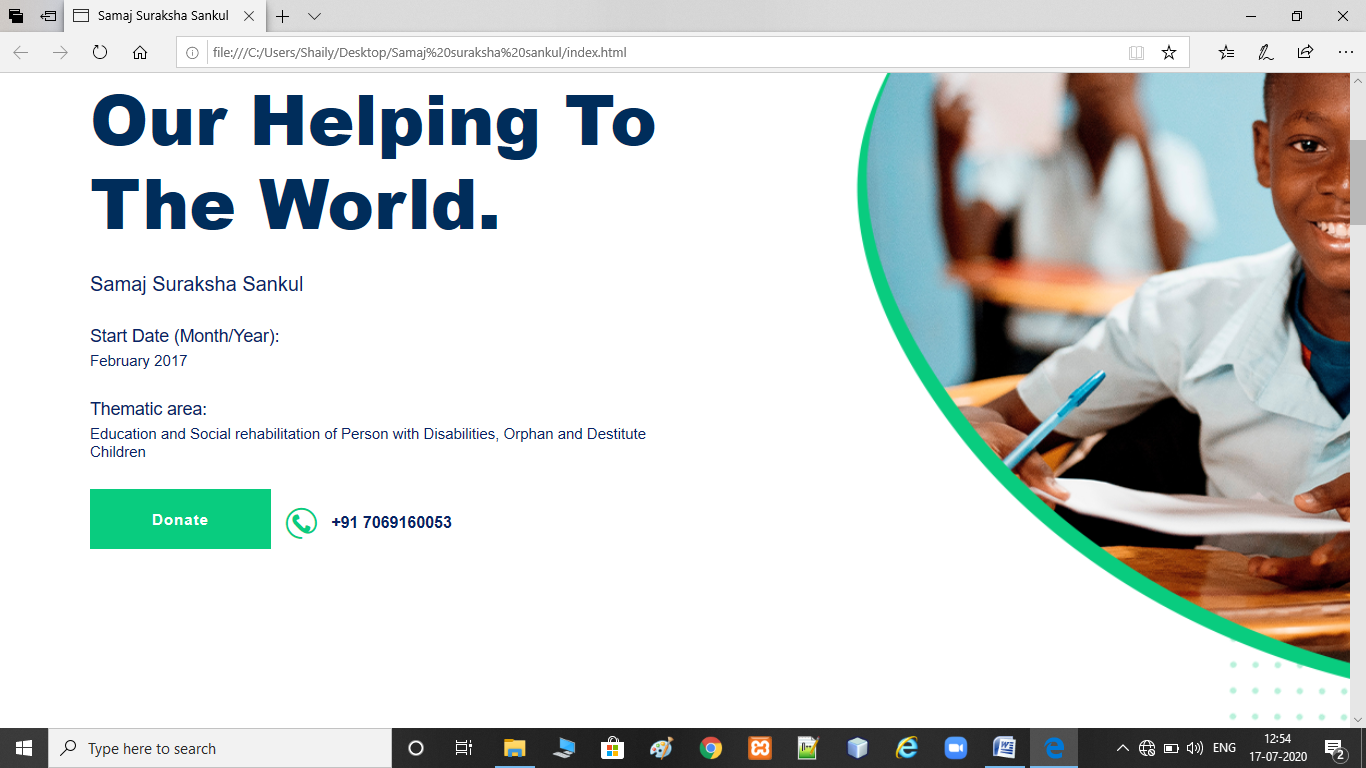 Samaj Suraksha Sankul
file:///C:/Users/Shaily/Desktop/Samaj%20suraksha%20sankul/index.html
Our Helping To
The World.
Samaj Suraksha Sankul
Start Date (Month/Year):
February 2017
Thematic area:
Education and Social rehabilitation of Person with Disabilities, Orphan and Destitute
Children
Donate
+91 7069160053
Type here to search
ENG
12:54
17-07-2020
2